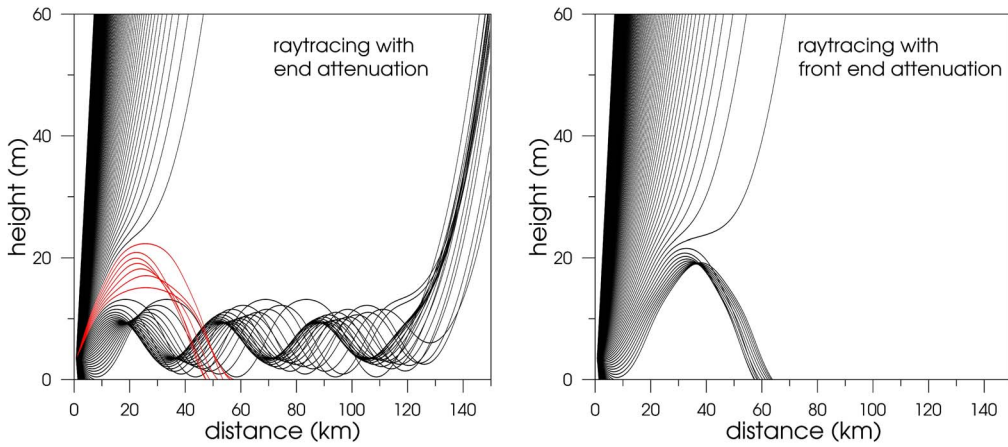 60
40
20
0
height (m)
raytracing with
end attenuation
0 20 40 60 80 100 120 140
distance (km)
60
40
20
0
height (m)
raytracing with
front end attenuation
0 20 40 60 80 100 120 140
distance (km)